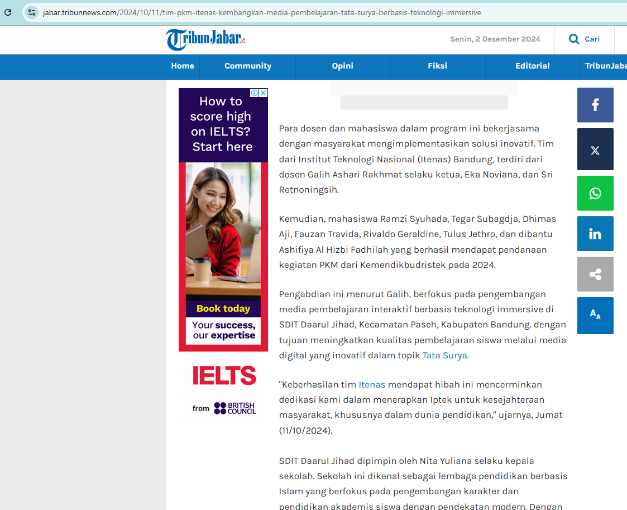 jabar.tribunnews.com/2024/10/11/tim-pkm-itenas-kembangkan-media-pembelajaran-tata-surya-berbasis-teknologi-immersive
TribunJabar.id
Senin, 2 Desember 2024
Cari
Home Community Opini Fiksi Editorial TribunJaba
How to
score high
on IELTS?
Start here
Book today
Your success,
our expertise
IELTS
from BRITISH
COUNCIL
Para dosen dan mahasiswa dalam program ini bekerjasama
dengan masyarakat mengimplementasikan solusi inovatif. Tim
dari Institut Teknologi Nasional (Itenas) Bandung, terdiri dari
dosen Galih Ashari Rakhmat selaku ketua, Eka Noviana, dan Sri
Retnoningsih.
Kemudian, mahasiswa Ramzi Syuhada, Tegar Subagdja, Dhimas
Aji, Fauzan Travida, Rivaldo Geraldine, Tulus Jethro, dan dibantu
Ashifiya Al Hizbi Fadhilah yang berhasil mendapat pendanaan
kegiatan PKM dari Kemendikbudristek pada 2024.
Pengabdian ini menurut Galih, berfokus pada pengembangan
media pembelajaran interaktif berbasis teknologi immersive di
SDIT Daarul Jihad, Kecamatan Paseh, Kabupaten Bandung. dengan
tujuan meningkatkan kualitas pembelajaran siswa melalui media
digital yang inovatif dalam topik Tata Surya.
"Keberhasilan tim Itenas mendapat hibah ini mencerminkan
dedikasi kami dalam menerapkan Iptek untuk kesejahteraan
masyarakat, khususnya dalam dunia pendidikan," ujarnya, Jumat
(11/10/2024).
SDIT Daarul Jihad dipimpin oleh Nita Yuliana selaku kepala
sekolah. Sekolah ini dikenal sebagai lembaga pendidikan berbasis
Islam yang berfokus pada pengembangan karakter dan
pendidikan akademis siswa dengan pendekatan modern. Dengan